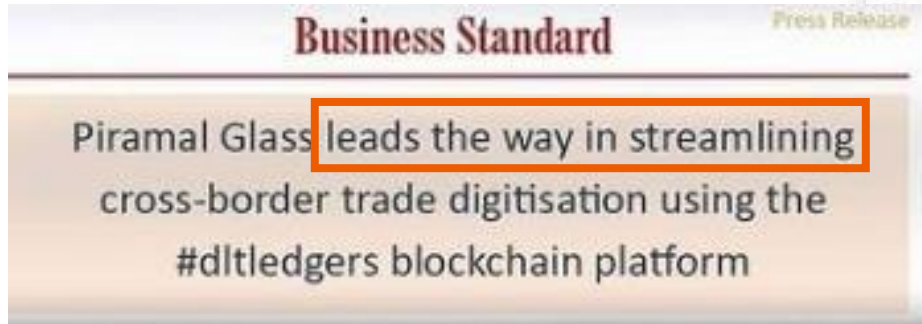 Business Standard
Press Release
Piramal Glass leads the way in streamlining
cross-border trade digitisation using the
#dltledgers blockchain platform